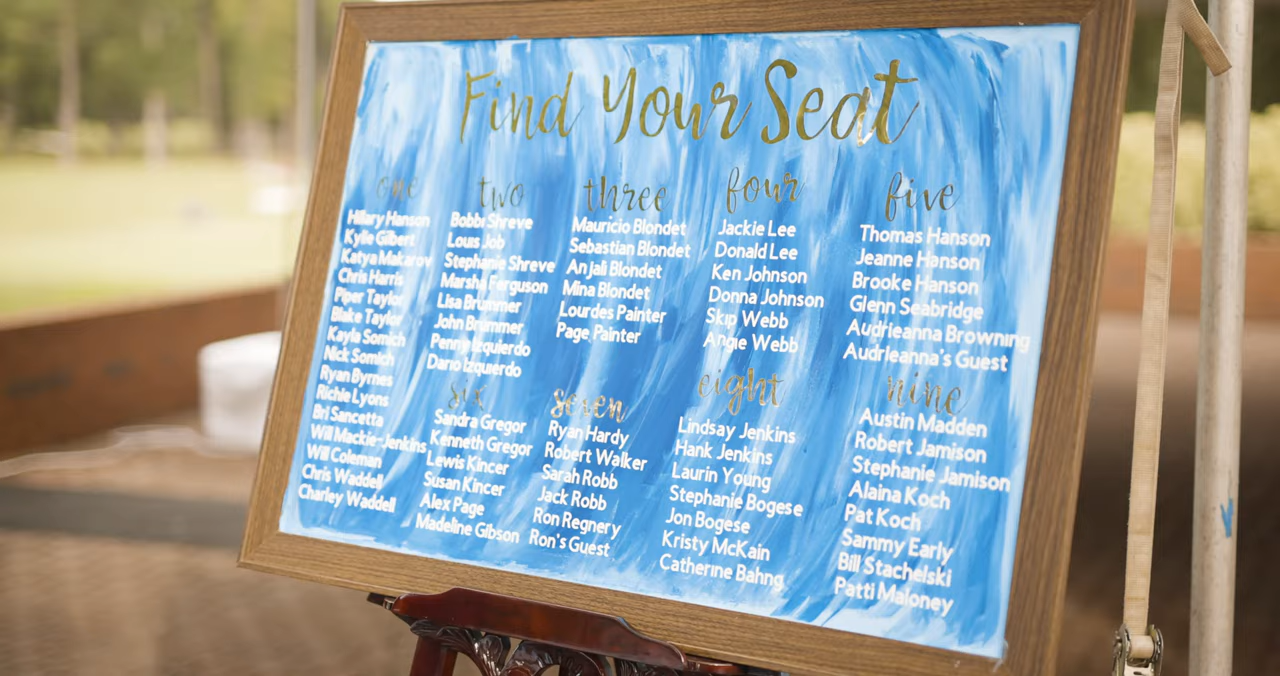 Find Your Seat
one
Hillary Hanson
Kylie Gilbert
Katya Makarov
Chris Harris
Piper Taylor
Blake Taylor
Kayla Somich
Nick Somich
Ryan Byrnes
Richie Lyons
Bri Sancetta
Will Mackie-Jenkins
Will Coleman
Chris Waddell
Charley Waddell
two
Bobbi Shreve
Louis Job
Stephanie Shreve
Marsha Ferguson
Lisa Brummer
John Brummer
Penny Izquierdo
Dario Izquierdo
three
Mauricio Blondet
Sebastian Blondet
Anjali Blondet
Mina Blondet
Lourdes Painter
Page Painter
four
Jackie Lee
Donald Lee
Ken Johnson
Donna Johnson
Skip Webb
Angie Webb
five
Thomas Hanson
Jeanne Hanson
Brooke Hanson
Glenn Seabridge
Audrieanna Browning
Audrieanna's Guest
six
Sandra Gregor
Kenneth Gregor
Lewis Kincer
Susan Kincer
Alex Page
Madeline Gibson
seven
Ryan Hardy
Robert Walker
Sarah Robb
Jack Robb
Ron Regnery
Ron's Guest
eight
Lindsay Jenkins
Hank Jenkins
Laurin Young
Stephanie Bogese
Jon Bogese
Kristy McKain
Catherine Bahng
nine
Austin Madden
Robert Jamison
Stephanie Jamison
Alaina Koch
Pat Koch
Sammy Early
Bill Stachelski
Patti Maloney